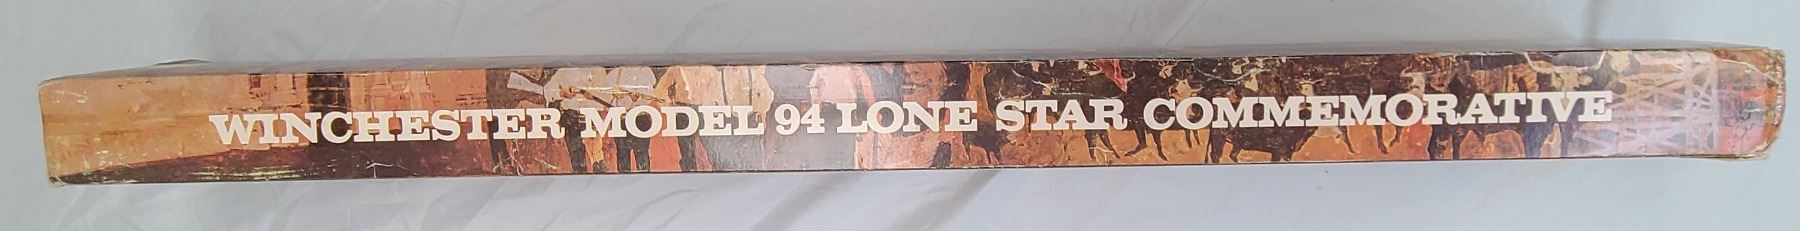 WINCHESTER MODEL 94 LONE STAR COMMEMORATIVE